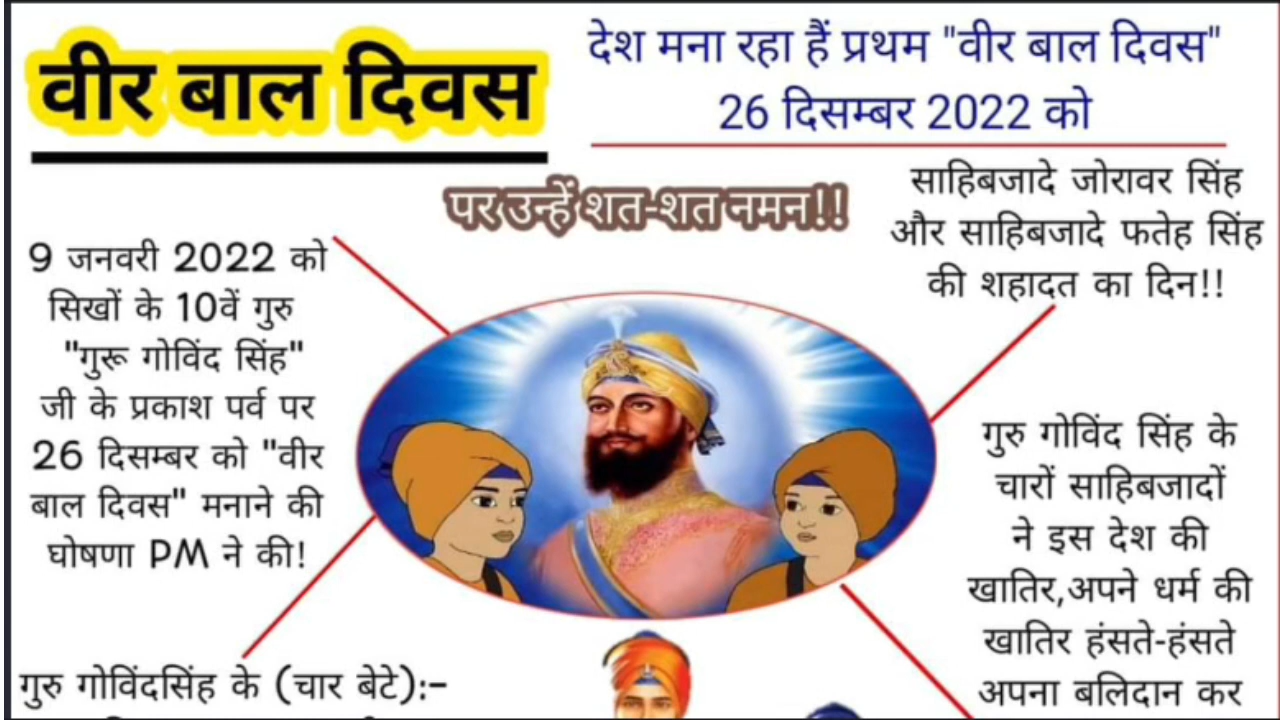 वीर बाल दिवस
देश मना रहा हैं प्रथम "वीर बाल दिवस"
26 दिसम्बर 2022 को
पर उन्हें शत-शत नमन!!
साहिबजादे जोरावर सिंह
और साहिबजादे फतेह सिंह
की शहादत का दिन!!
9 जनवरी 2022 को
सिखों के 10वें गुरु
"गुरू गोविंद सिंह"
जी के प्रकाश पर्व पर
26 दिसम्बर को "वीर
बाल दिवस" मनाने की
घोषणा PM ने की!
गुरु गोविंद सिंह के
चारों साहिबजादों
ने इस देश की
खातिर,अपने धर्म की
खातिर हंसते-हंसते
अपना बलिदान कर
गुरु गोविंदसिंह के (चार बेटे):-